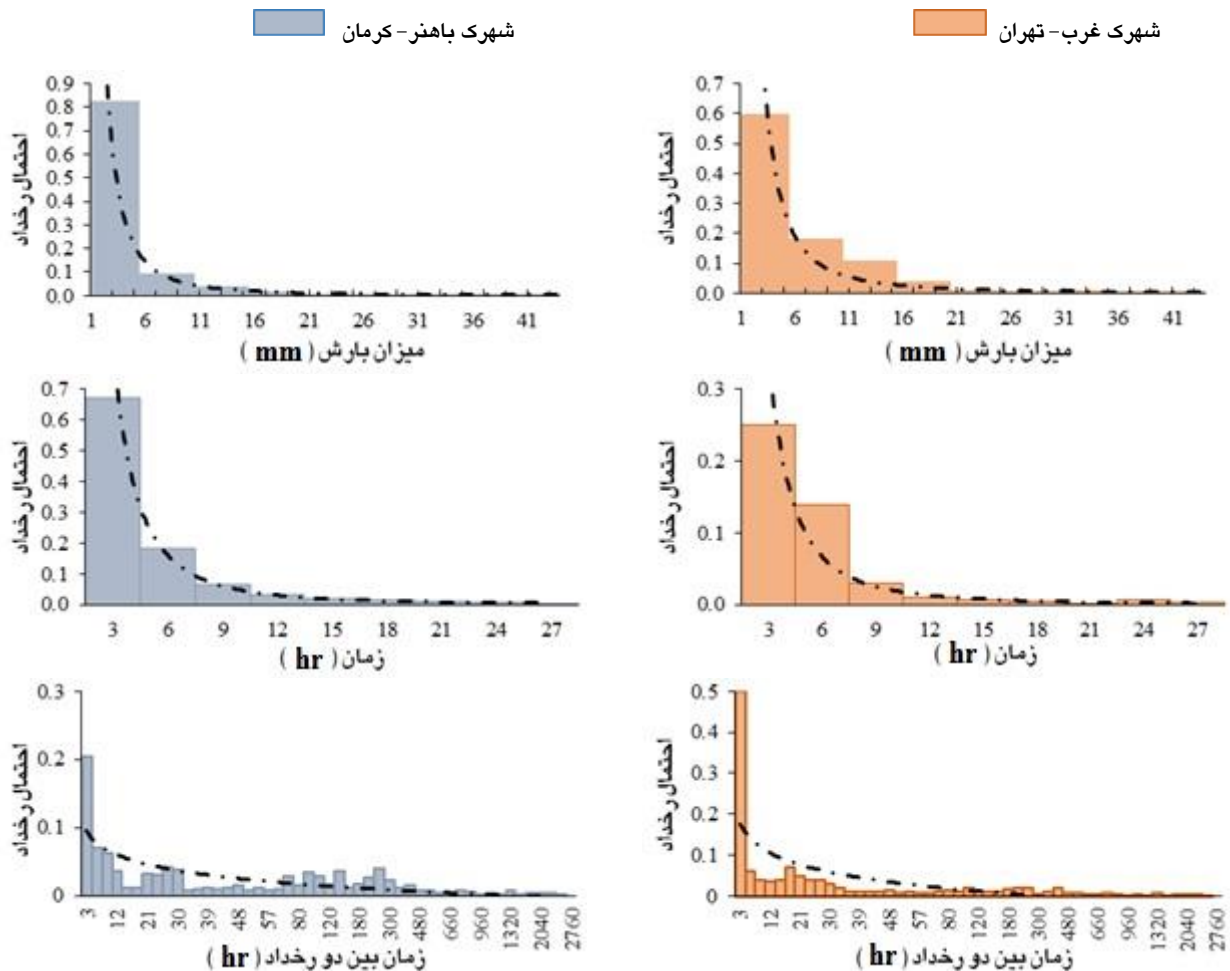 شهرک باهنر- کرمان
شهرک غرب- تهران
احتمال رخداد
0.9
0.8
0.7
0.6
0.5
0.4
0.3
0.2
0.1
0.0
1 6 11 16 21 26 31 36 41
میزان بارش ( mm )
احتمال رخداد
0.7
0.6
0.5
0.4
0.3
0.2
0.1
0.0
1 6 11 16 21 26 31 36 41
میزان بارش ( mm )
احتمال رخداد
0.7
0.6
0.5
0.4
0.3
0.2
0.1
0.0
3 6 9 12 15 18 21 24 27
زمان ( hr )
احتمال رخداد
0.3
0.2
0.1
0.0
3 6 9 12 15 18 21 24 27
زمان ( hr )
احتمال رخداد
0.3
0.2
0.1
0
3 12 21 30 39 48 57 80 120 180 300 480 660 960 1320 2040 2760
زمان بین دو رخداد ( hr )
احتمال رخداد
0.5
0.4
0.3
0.2
0.1
0
3 12 21 30 39 48 57 80 120 180 300 480 660 960 1320 2040 2760
زمان بین دو رخداد ( hr )